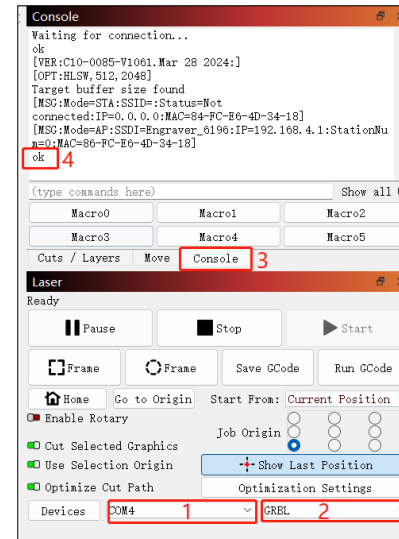 Console
Waiting for connection...
ok
[VER:C10-0085-V1061.Mar 28 2024:]
[OPT:HLSW,512,2048]
Target buffer size found
[MSG:Mode=STA:SSID=:Status=Not
connected:IP=0.0.0.0:MAC=84-FC-E6-4D-34-18]
[MSG:Mode=AP:SSDI=Engraver_6196:IP=192.168.4.1:StationNu
m=0:MAC=86-FC-E6-4D-34-18]
ok 4
(type commands here) Show all
Macro0 Macro1 Macro2
Macro3 Macro4 Macro5
Cuts / Layers Move Console 3
Laser
Ready
Pause Stop Start
Frame Frame Save GCode Run GCode
Home Go to Origin Start From: Current Position
Enable Rotary
Job Origin
Cut Selected Graphics
Use Selection Origin Show Last Position
Optimize Cut Path Optimization Settings
Devices COM4 1 GRBL 2